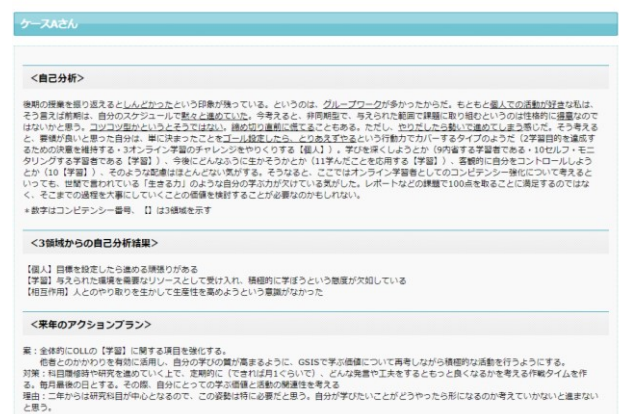 ケースAさん
＜自己分析＞
後期の授業を振り返えるとしんどかったという印象が残っている。というのは、グループワークが多かったからだ。もともと個人での活動が好きな私は、
そう言えば前期は、自分のスケジュールで黙々と進めていた。今考えると、非同期型で、与えられた範囲で課題に取り組むというのは性格的に得意なので
はないかと思う。コツコツ型かというとそうではない。締め切り直前に慌てることもある。ただし、やりだしたら勢いで進めてしまう感じだ。そう考える
と、要領が良いと思った自分は、単に決まったことをゴール設定したら、とりあえずやるという行動力でカバーするタイプのようだ（2学習目的を達成す
るための決意を維持する・3オンライン学習のチャレンジをやりくりする【個人】）。学びを深くしようとか（9内省する学習者である・10セルフ・モニ
タリングする学習者である【学習】）、今後にどんなふうに生かそうかとか（11学んだことを応用する【学習】）、客観的に自分をコントロールしよう
とか（10【学習】）、そのような配慮はほとんどない気がする。そうなると、ここではオンライン学習者としてのコンピテンシー強化について考えると
いっても、世間で言われている「生きる力」のような自分の学ぶ力が欠けている気がした。レポートなどの課題で100点を取ることに満足するのではな
く、そこまでの過程を大事にしていくことの価値を検討することが必要なのかもしれない。
＊数字はコンピテンシー番号、【】は3領域を示す
＜3領域からの自己分析結果＞
【個人】目標を設定したら進める頑張りがある
【学習】与えられた環境を重要なリソースとして受け入れ、積極的に学ぼうという態度が欠如している
【相互作用】人とのやり取りを生かして生産性を高めようという意識がなかった
＜来年のアクションプラン＞
案：全体的にOLLの【学習】に関する項目を強化する。
他者とのかかわりを有効に活用し、自分の学びの質が高まるように、GSISで学ぶ価値について再考しながら積極的な活動を行うようにする。
対策：科目履修時や研究を進めていく上で、定期的に（できれば月1くらいで）、どんな発言や工夫をするともっと良くなるかを考える作戦タイムを作
る。毎月最後の日とする。その際、自分にとっての学ぶ価値と活動の関連性を考える
理由：二年からは研究科目が中心となるので、この姿勢は特に必要だと思う。自分が学びたいことがどうやったら形になるのか考えていかないと進まない
と思う。